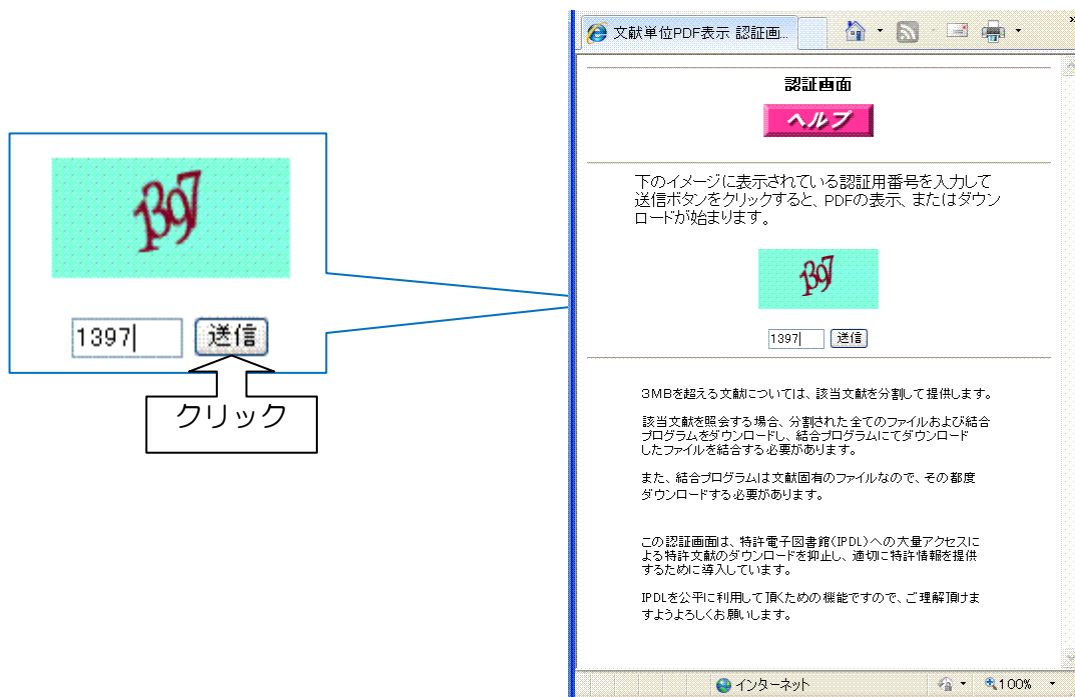 1397
1397
送信
クリック
文献単位PDF表示 認証画...
»
認証画面
ヘルプ
下のイメージに表示されている認証用番号を入力して
送信ボタンをクリックすると、PDFの表示、またはダウン
ロードが始まります。
1397
1397
送信
3MBを超える文献については、該当文献を分割して提供します。
該当文献を照会する場合、分割された全てのファイルおよび結合
プログラムをダウンロードし、結合プログラムにてダウンロード
したファイルを結合する必要があります。
また、結合プログラムは文献固有のファイルなので、その都度
ダウンロードする必要があります。
この認証画面は、特許電子図書館(IPDL)への大量アクセスに
よる特許文献のダウンロードを抑止し、適切に特許情報を提供
するために導入しています。
IPDLを公平に利用して頂くための機能ですので、ご理解頂けま
すようよろしくお願いします。
インターネット
100%